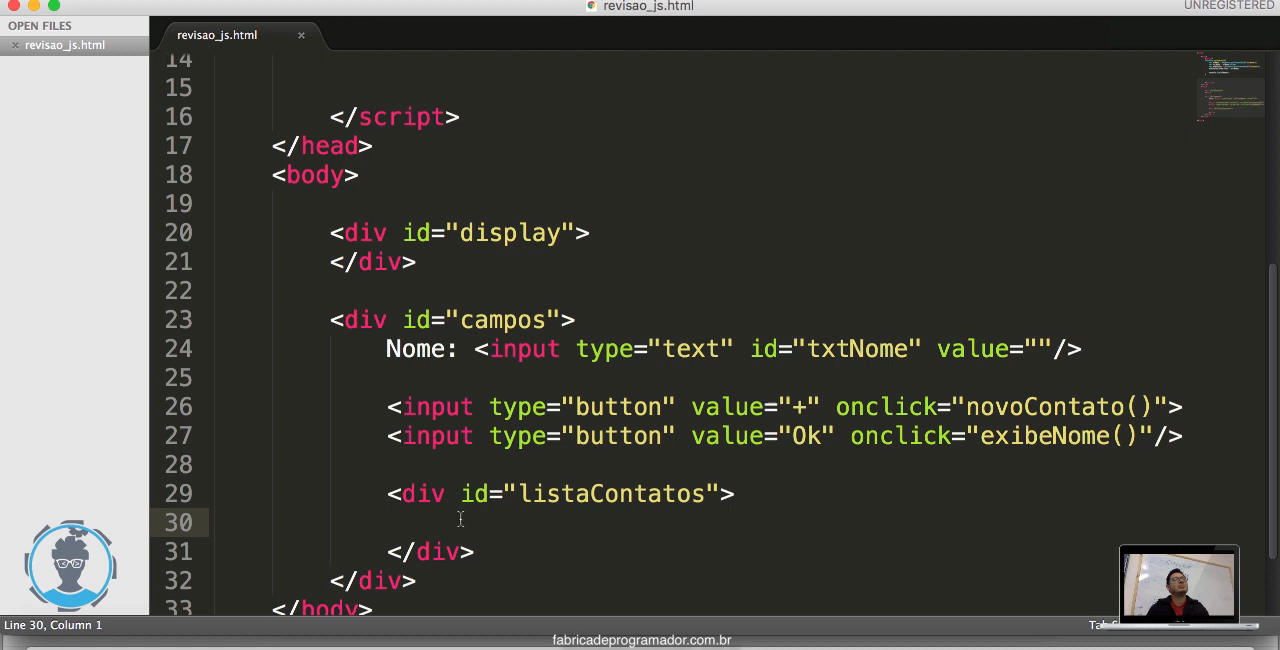 revisao_js.html
UNREGISTERED
OPEN FILES
× revisao_js.html
revisao_js.html ×
14
15
16 </script>
17 </head>
18 <body>
19
20 <div id="display">
21 </div>
22
23 <div id="campos">
24 Nome: <input type="text" id="txtNome" value=""/>
25
26 <input type="button" value="+" onclick="novoContato()">
27 <input type="button" value="Ok" onclick="exibeNome()"/>
28
29 <div id="listaContatos">
30
31 </div>
32 </div>
33 </body>
Line 30, Column 1
fabricadeprogramador.com.br